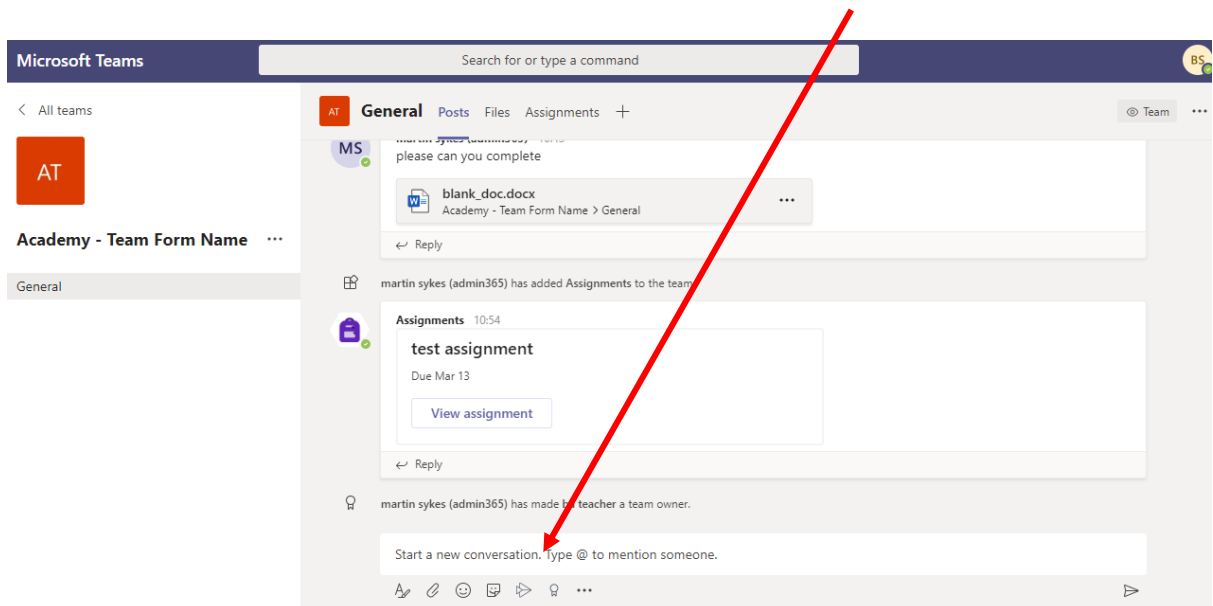 Microsoft Teams
Search for or type a command
BS
All teams
AT
General Posts Files Assignments
Team
AT
Academy - Team Form Name
General
MS
martin sykes (admin365)
please can you complete
blank_doc.docx
Academy - Team Form Name > General
Reply
martin sykes (admin365) has added Assignments to the team
Assignments 10:54
test assignment
Due Mar 13
View assignment
Reply
martin sykes (admin365) has made teacher a team owner.
Start a new conversation. Type @ to mention someone.